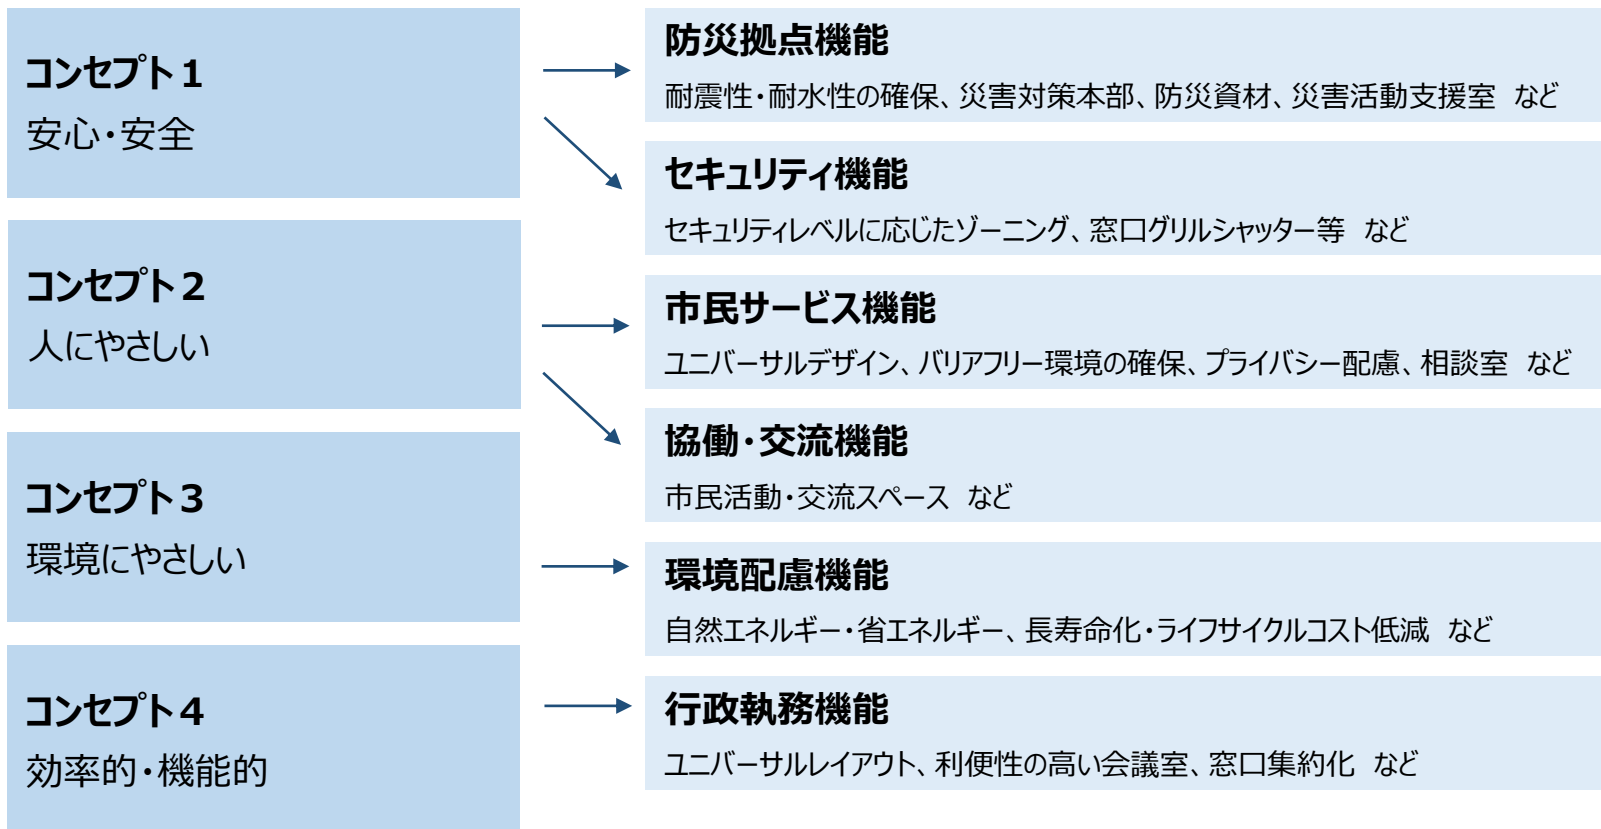 コンセプト1
安心・安全
コンセプト2
人にやさしい
コンセプト3
環境にやさしい
コンセプト4
効率的・機能的
防災拠点機能
耐震性・耐水性の確保、災害対策本部、防災資材、災害活動支援室　など
セキュリティ機能
セキュリティレベルに応じたゾーニング、窓口グリルシャッター等　など
市民サービス機能
ユニバーサルデザイン、バリアフリー環境の確保、プライバシー配慮、相談室　など
協働・交流機能
市民活動・交流スペース　など
環境配慮機能
自然エネルギー・省エネルギー、長寿命化・ライフサイクルコスト低減　など
行政執務機能
ユニバーサルレイアウト、利便性の高い会議室、窓口集約化　など